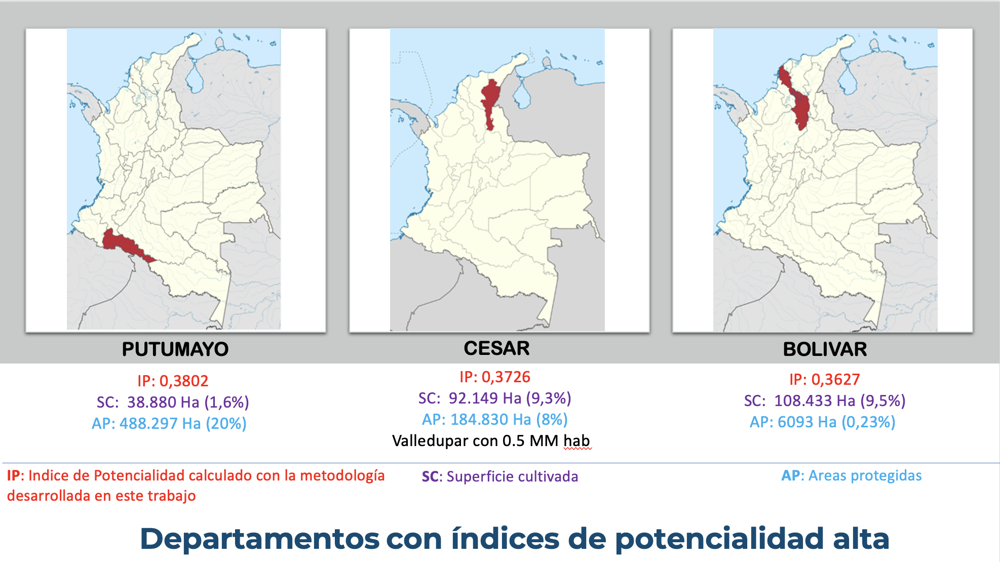 PUTUMAYO
IP: 0,3802
SC:  38.880 Ha (1,6%)
AP: 488.297 Ha (20%)
CESAR
IP: 0,3726
SC:  92.149 Ha (9,3%)
AP: 184.830 Ha (8%)
Valledupar con 0.5 MM hab
BOLIVAR
IP: 0,3627
SC:  108.433 Ha (9,5%)
AP: 6093 Ha (0,23%)
IP: Indice de Potencialidad calculado con la metodología
desarrollada en este trabajo
SC: Superficie cultivada
AP: Areas protegidas
Departamentos con índices de potencialidad alta